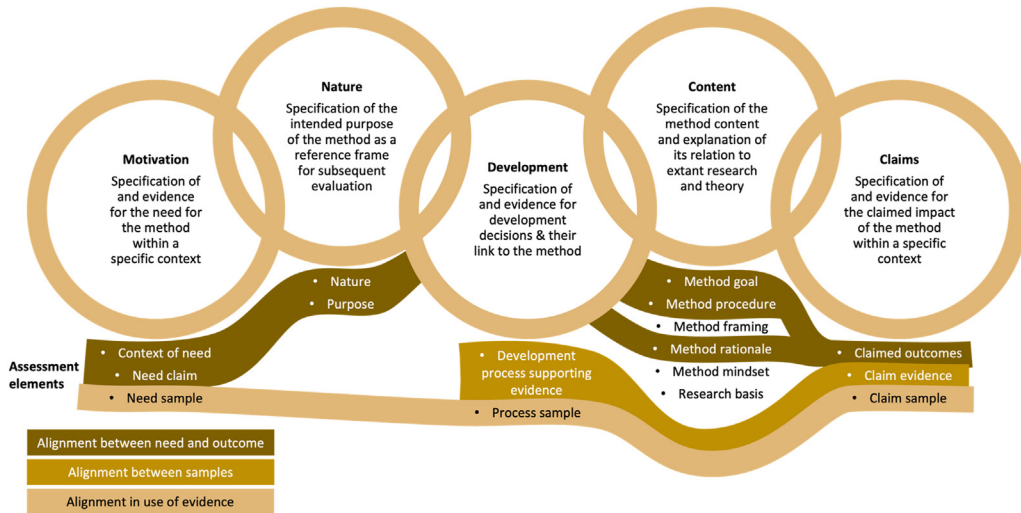 Motivation
Specification of
and evidence for
the need for
the method
within a
specific context
Nature
Specification of the
intended purpose
of the method as a
reference frame
for subsequent
evaluation
Development
Specification of
and evidence for
development
decisions & their
link to the method
Content
Specification of the
method content
and explanation of
its relation to
extant research
and theory
Claims
Specification of
and evidence for
the claimed impact
of the method
within a specific
context
Assessment
elements
• Context of need
• Need claim
• Need sample
• Nature
• Purpose
• Development
process supporting
evidence
• Process sample
• Method goal
• Method procedure
• Method framing
• Method rationale
• Method mindset
• Research basis
• Claimed outcomes
• Claim evidence
• Claim sample
Alignment between need and outcome
Alignment between samples
Alignment in use of evidence